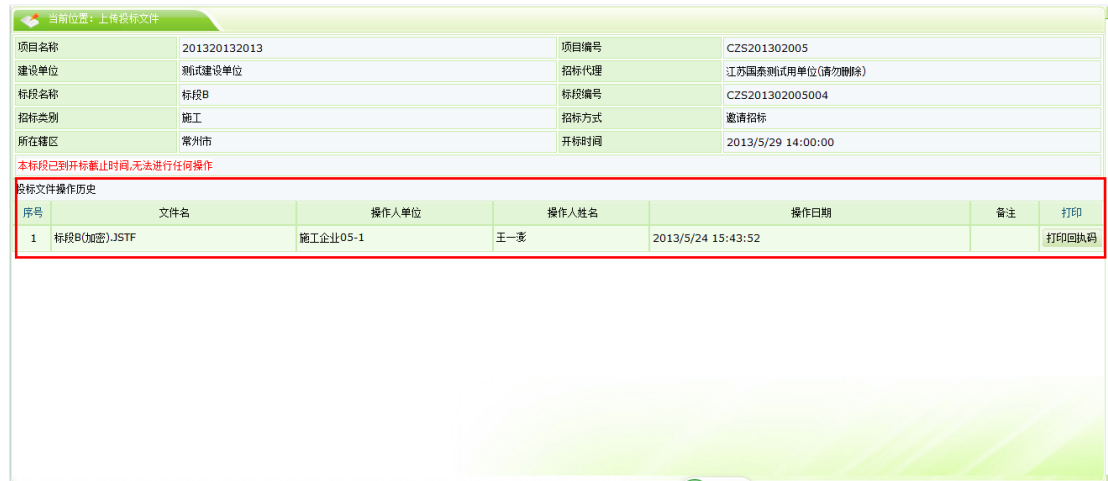 当前位置：上传投标文件
项目名称 201320132013 项目编号 CZS201302005
建设单位 测试建设单位 招标代理 江苏国泰测试用单位(请勿删除)
标段名称 标段B 标段编号 CZS201302005004
招标类别 施工 招标方式 邀请招标
所在辖区 常州市 开标时间 2013/5/29 14:00:00
本标段已到开标截止时间,无法进行任何操作
投标文件操作历史
序号 文件名 操作人单位 操作人姓名 操作日期 备注 打印
1 标段B(加密).JSTF 施工企业05-1 王一澎 2013/5/24 15:43:52 打印回执码